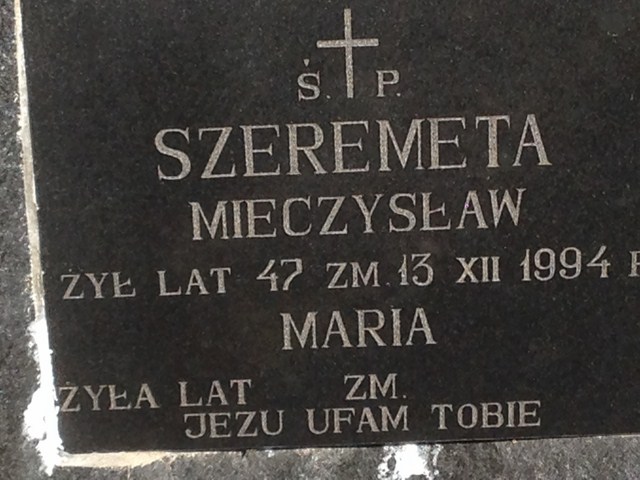 Ś. P.
SZEREMETA
MIECZYSŁAW
ŻYŁ LAT 47 ZM. 13 XII 1994 R
MARIA
ŻYŁA LAT ZM.
JEZU UFAM TOBIE